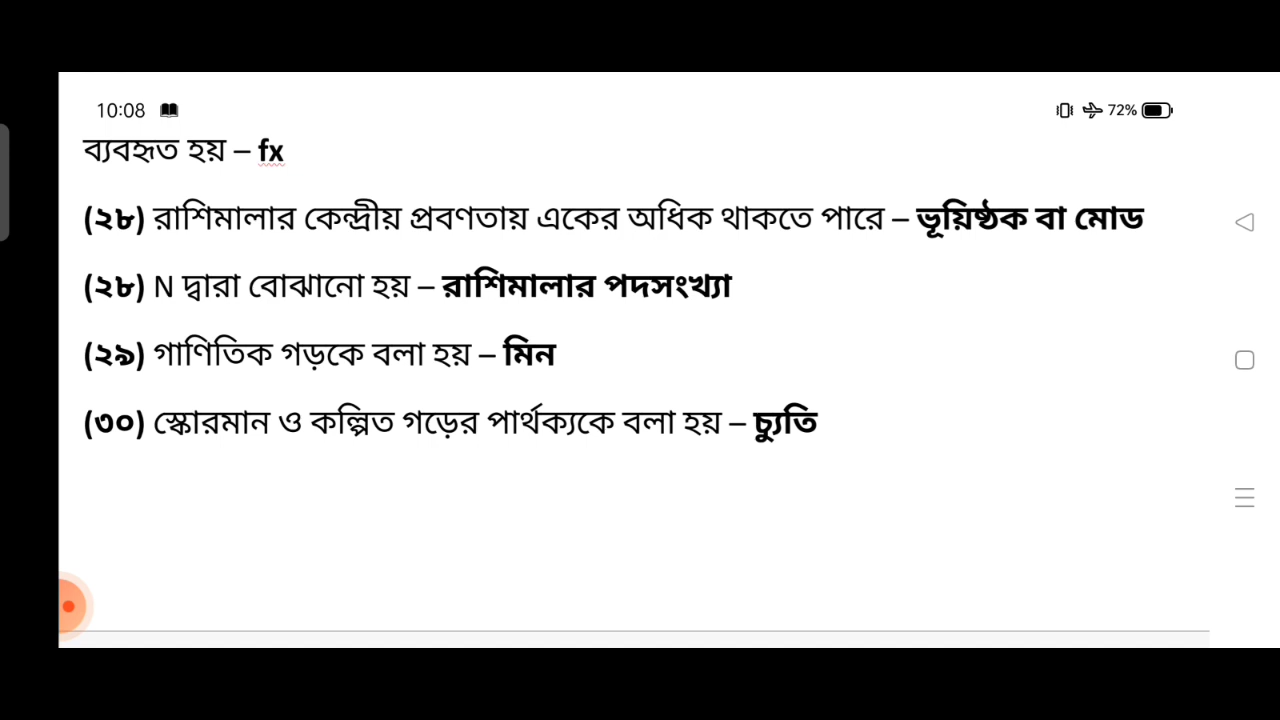 10:08 72%
ব্যবহৃত হয় – fx
(২৮) রাশিমালার কেন্দ্রীয় প্রবণতায় একের অধিক থাকতে পারে – ভূয়িষ্ঠক বা মোড
(২৮) N দ্বারা বোঝানো হয় – রাশিমালার পদসংখ্যা
(২৯) গাণিতিক গড়কে বলা হয় – মিন
(৩০) স্কোরমান ও কল্পিত গড়ের পার্থক্যকে বলা হয় – চ্যুতি